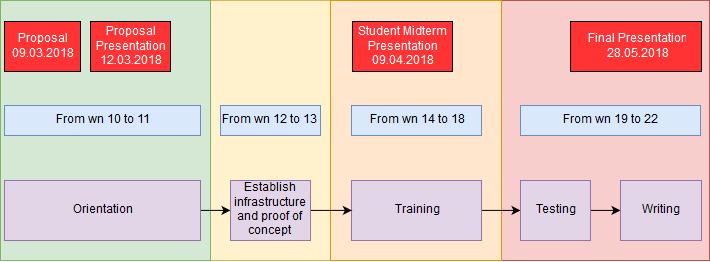 Proposal
09.03.2018
Proposal
Presentation
12.03.2018
Student Midterm
Presentation
09.04.2018
Final Presentation
28.05.2018
From wn 10 to 11
From wn 12 to 13
From wn 14 to 18
From wn 19 to 22
Orientation
Establish
infrastructure
and proof of
concept
Training
Testing
Writing